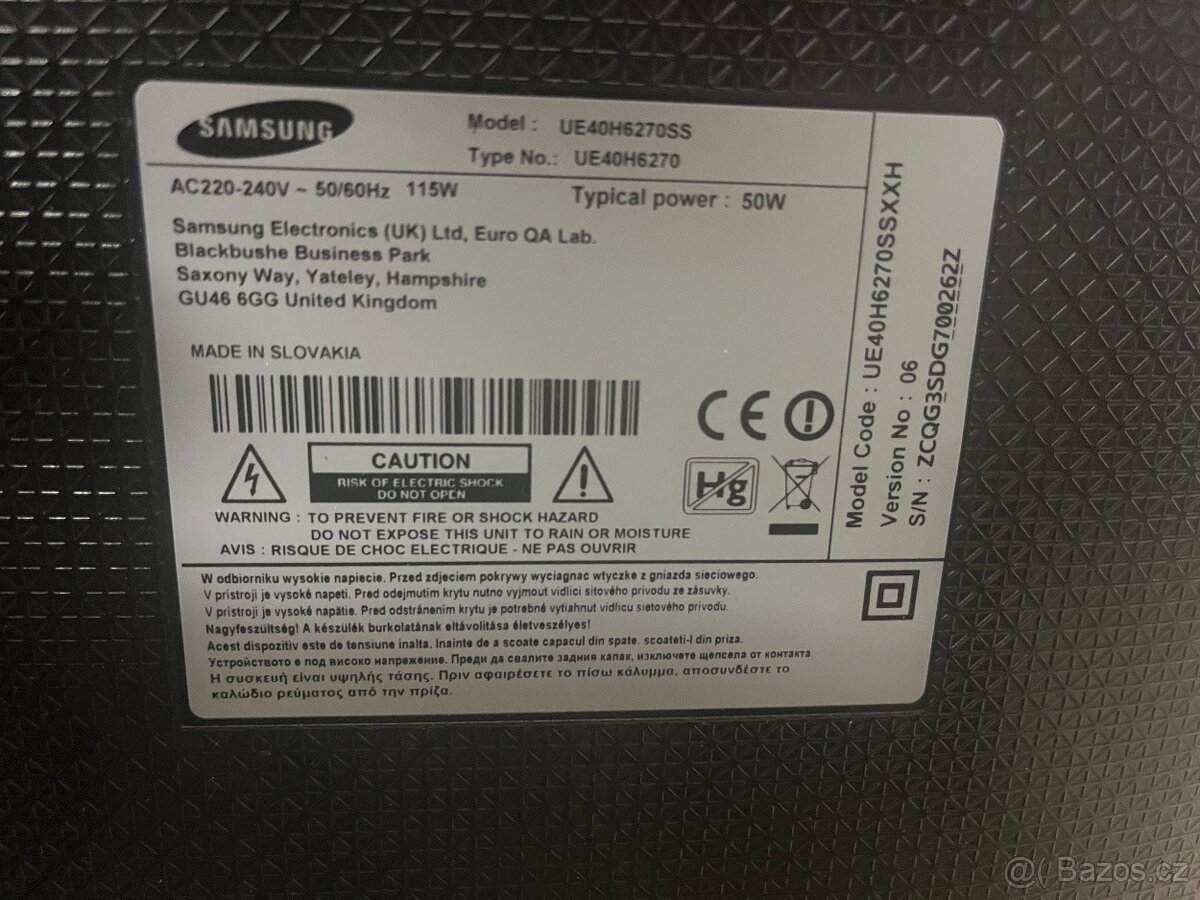 SAMSUNG
Model : UE40H6270SS
Type No.: UE40H6270
AC220-240V ~ 50/60Hz 115W
Typical power : 50W
Samsung Electronics (UK) Ltd, Euro QA Lab.
Blackbushe Business Park
Saxony Way, Yateley, Hampshire
GU46 6GG United Kingdom
MADE IN SLOVAKIA
CE
Hg
CAUTION
RISK OF ELECTRIC SHOCK
DO NOT OPEN
WARNING : TO PREVENT FIRE OR SHOCK HAZARD
DO NOT EXPOSE THIS UNIT TO RAIN OR MOISTURE
AVIS : RISQUE DE CHOC ELECTRIQUE - NE PAS OUVRIR
Model Code : UE40H6270SSXXH
Version No : 06
S/N : ZCQG3SDG700262Z
W odbiorniku wysokie napiecie. Przed zdjeciem pokrywy wyciagnac wtyczke z gniazda sieciowego.
V pristroji je vysoké napeti. Pred odejmutim krytu nutno vyjmout vidlici sitového privodu ze zásuvky.
V pristroji je vysoké napätie. Pred odstránením krytu je potrebné vytiahnut vidlicu sietového privodu.
Nagyfeszültség! A készülék burkolatának eltávolítása életveszélyes!
Acest dispozitiv este de tensiune inalta. Inainte de a scoate capacul din spate, scoateti-l din priza.
Устройството е под високо напрежение. Преди да свалите задния капак, изключете щепсела от контакта.
Η συσκευή είναι υψηλής τάσης. Πριν αφαιρέσετε το πίσω κάλυμμα, αποσυνδέστε το
καλώδιο ρεύματος από την πρίζα.
@( Bazos.cz